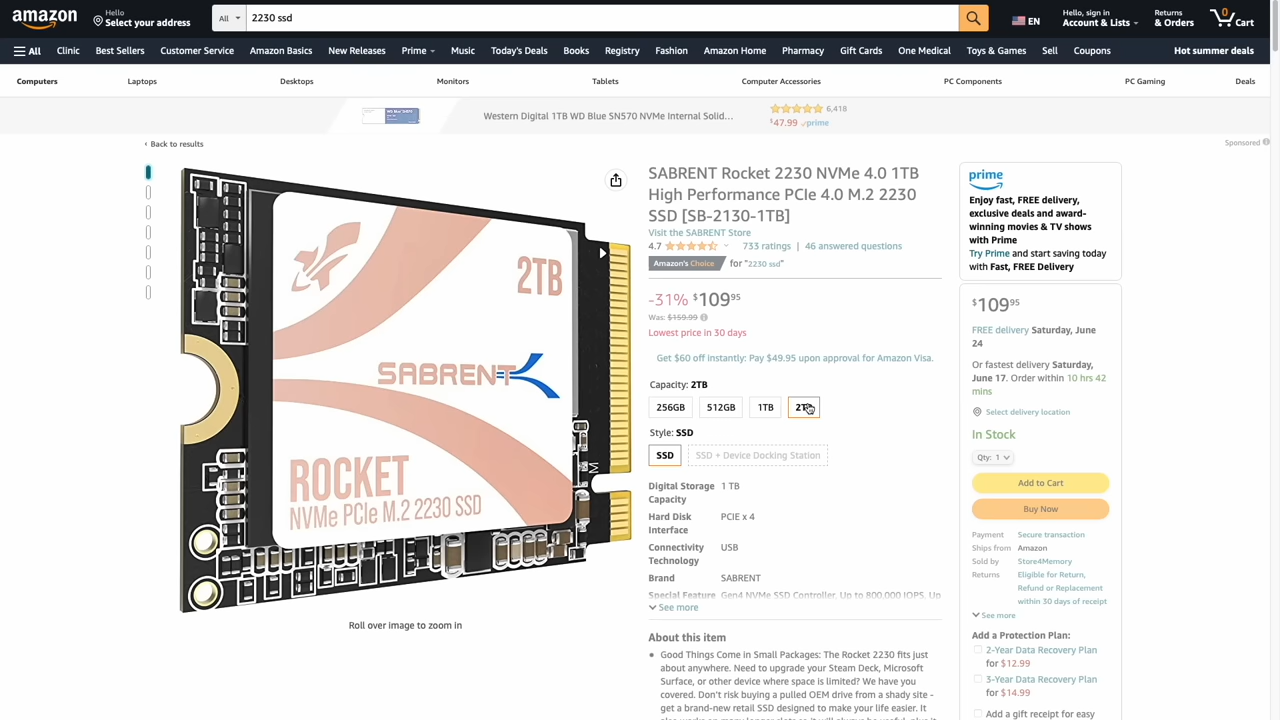 amazon
Hello
Select your address
All
2230 ssd
EN
Hello, sign in
Account & Lists
Returns
& Orders
0
Cart
All
Clinic
Best Sellers
Customer Service
Amazon Basics
New Releases
Prime
Music
Today's Deals
Books
Registry
Fashion
Amazon Home
Pharmacy
Gift Cards
One Medical
Toys & Games
Sell
Coupons
Hot summer deals
Computers
Laptops
Desktops
Monitors
Tablets
Computer Accessories
PC Components
PC Gaming
Deals
Western Digital 1TB WD Blue SN570 NVMe Internal Solid...
6,418
$47.99 prime
‹ Back to results
Sponsored
2TB
SABRENT
ROCKET
NVMe PCIe M.2 2230 SSD
M
Roll over image to zoom in
SABRENT Rocket 2230 NVMe 4.0 1TB
High Performance PCIe 4.0 M.2 2230
SSD [SB-2130-1TB]
Visit the SABRENT Store
4.7 733 ratings | 46 answered questions
Amazon's Choice for "2230 ssd"
-31% $109.95
Was: $159.99
Lowest price in 30 days
Get $60 off instantly: Pay $49.95 upon approval for Amazon Visa.
Capacity: 2TB
256GB
512GB
1TB
2TB
Style: SSD
SSD
SSD + Device Docking Station
Digital Storage 1 TB
Capacity
Hard Disk PCIE x 4
Interface
Connectivity USB
Technology
Brand SABRENT
Special Feature Gen4 NVMe SSD Controller, Up to 800,000 IOPS, Up
See more
About this item
• Good Things Come in Small Packages: The Rocket 2230 fits just
about anywhere. Need to upgrade your Steam Deck, Microsoft
Surface, or other device where space is limited? We have you
covered. Don't risk buying a pulled OEM drive from a shady site -
get a brand-new retail SSD designed to make your life easier. It
prime
Enjoy fast, FREE delivery,
exclusive deals and award-
winning movies & TV shows
with Prime
Try Prime and start saving today
with Fast, FREE Delivery
$109.95
FREE delivery Saturday, June
24
Or fastest delivery Saturday,
June 17. Order within 10 hrs 42
mins
Select delivery location
In Stock
Qty: 1
Add to Cart
Buy Now
Payment Secure transaction
Ships from Amazon
Sold by Store4Memory
Returns Eligible for Return,
Refund or Replacement
within 30 days of receipt
See more
Add a Protection Plan:
2-Year Data Recovery Plan
for $12.99
3-Year Data Recovery Plan
for $14.99
Add a gift receipt for easy